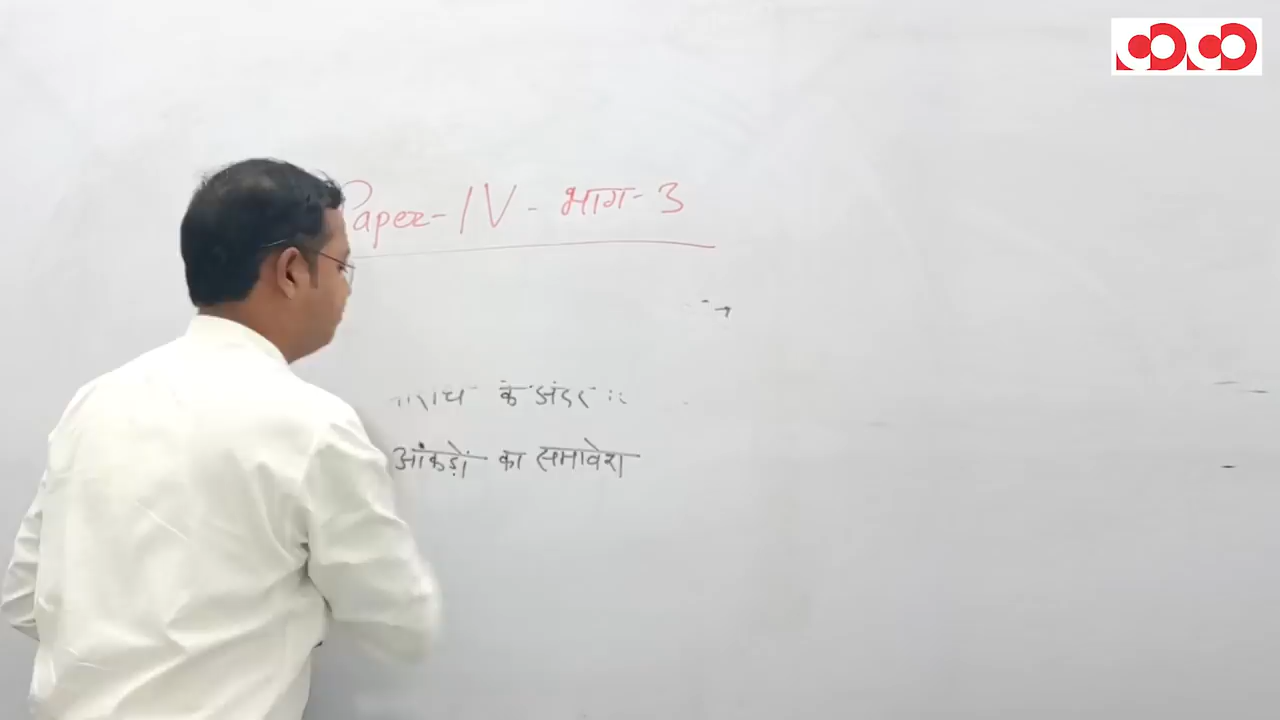 Paper-IV - भाग-3
के अंदर
आंकड़ों का समावेश